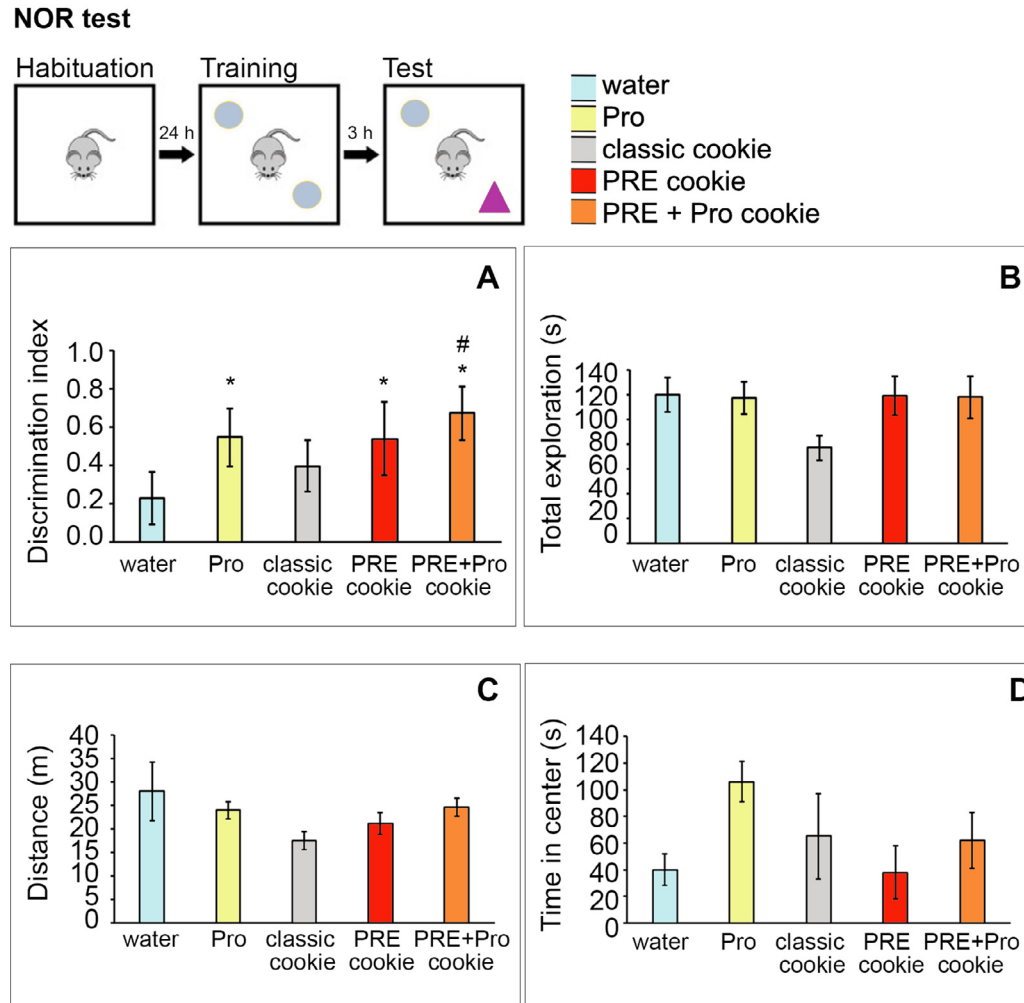 NOR test
Habituation
Training
Test
24 h
3 h
water
Pro
classic cookie
PRE cookie
PRE + Pro cookie
A
Discrimination index
1.0
0.8
0.6
0.4
0.2
0.0
*
*
#
*
water
Pro
classic cookie
PRE cookie
PRE+Pro cookie
B
Total exploration (s)
140
120
100
80
60
40
20
0
water
Pro
classic cookie
PRE cookie
PRE+Pro cookie
C
Distance (m)
40
35
30
25
20
15
10
5
0
water
Pro
classic cookie
PRE cookie
PRE+Pro cookie
D
Time in center (s)
140
120
100
80
60
40
20
0
water
Pro
classic cookie
PRE cookie
PRE+Pro cookie